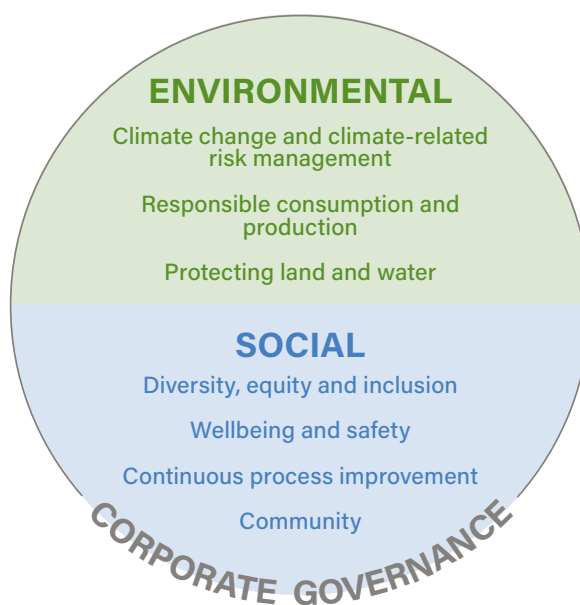 ENVIRONMENTAL
Climate change and climate-related
risk management
Responsible consumption and
production
Protecting land and water
SOCIAL
Diversity, equity and inclusion
Wellbeing and safety
Continuous process improvement
Community
CORPORATE GOVERNANCE